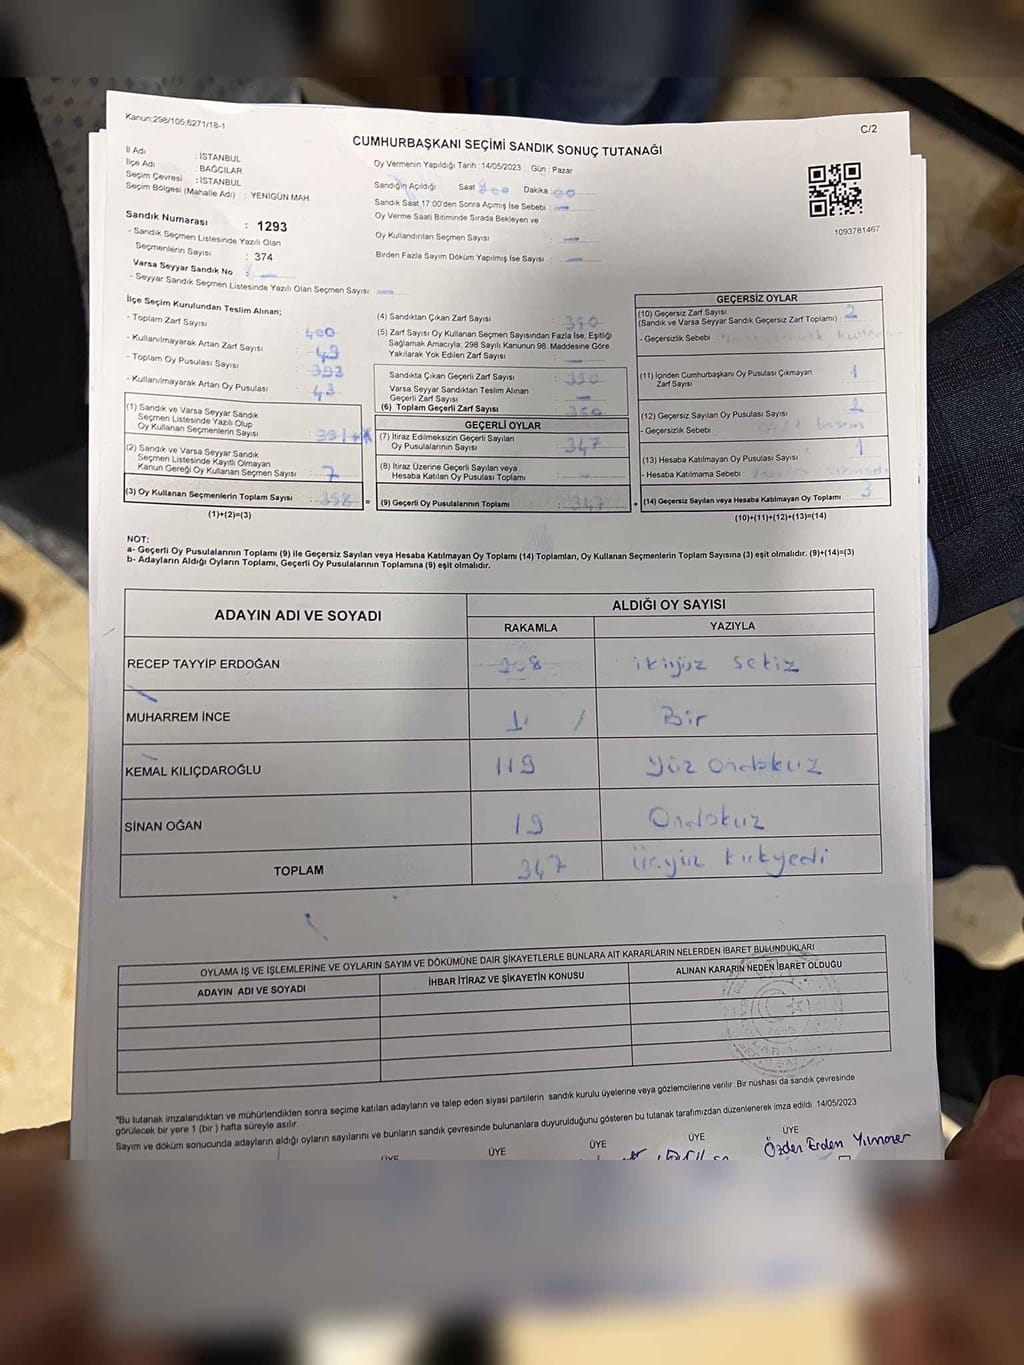 Kanun;298/105;6271/18-1
C/2
CUMHURBAŞKANI SEÇİMİ SANDIK SONUÇ TUTANAĞI
İl Adı : İSTANBUL
İlçe Adı : BAĞCILAR
Seçim Çevresi : İSTANBUL
Seçim Bölgesi (Mahalle Adı) : YENİGÜN MAH.
Sandık Numarası : 1293
- Sandık Seçmen Listesinde Yazılı Olan
Seçmenlerin Sayısı : 374
Varsa Seyyar Sandık No :
- Seyyar Sandık Seçmen Listesinde Yazılı Olan Seçmen Sayısı:
Oy Vermenin Yapıldığı Tarih : 14/05/2023 Gün : Pazar
Sandığın Açıldığı Saat Dakika :
Sandık Saat 17:00'den Sonra Açımış İse Sebebi :
Oy Verme Saati Bitiminde Sırada Bekleyen ve
Oy Kullandırılan Seçmen Sayısı :
Birden Fazla Sayım Döküm Yapılmış İse Sayısı :
1093781467
İlçe Seçim Kurulundan Teslim Alınan;
- Toplam Zarf Sayısı : 400
- Kullanılmayarak Artan Zarf Sayısı : 49
- Toplam Oy Pusulası Sayısı : 393
- Kullanılmayarak Artan Oy Pusulası : 43
(1) Sandık ve Varsa Seyyar Sandık
Seçmen Listesinde Yazılı Olup
Oy Kullanan Seçmenlerin Sayısı :
(2) Sandık ve Varsa Seyyar Sandık
Seçmen Listesinde Kayıtlı Olmayan
Kanun Gereği Oy Kullanan Seçmen Sayısı : 7
(3) Oy Kullanan Seçmenlerin Toplam Sayısı : =
(1)+(2)=(3)
(4) Sandıktan Çıkan Zarf Sayısı : 350
(5) Zarf Sayısı Oy Kullanan Seçmen Sayısından Fazla İse, Eşitliği
Sağlamak Amacıyla; 298 Sayılı Kanunun 98. Maddesine Göre
Yakılarak Yok Edilen Zarf Sayısı :
Sandıkta Çıkan Geçerli Zarf Sayısı : 350
Varsa Seyyar Sandıktan Teslim Alınan
Geçerli Zarf Sayısı :
(6) Toplam Geçerli Zarf Sayısı : 350
GEÇERLİ OYLAR
(7) İtiraz Edilmeksizin Geçerli Sayılan
Oy Pusulalarının Sayısı : 347
(8) İtiraz Üzerine Geçerli Sayılan veya
Hesaba Katılan Oy Pusulası Toplamı :
(9) Geçerli Oy Pusulalarının Toplamı : 347 +
GEÇERSİZ OYLAR
(10) Geçersiz Zarf Sayısı
(Sandık ve Varsa Seyyar Sandık Geçersiz Zarf Toplamı) :
- Geçersizlik Sebebi :
(11) İçinden Cumhurbaşkanı Oy Pusulası Çıkmayan
Zarf Sayısı : 1
(12) Geçersiz Sayılan Oy Pusulası Sayısı :
- Geçersizlik Sebebi :
(13) Hesaba Katılmayan Oy Pusulası Sayısı : 1
- Hesaba Katılmama Sebebi :
(14) Geçersiz Sayılan veya Hesaba Katılmayan Oy Toplamı : 3
(10)+(11)+(12)+(13)=(14)
NOT:
a- Geçerli Oy Pusulalarının Toplamı (9) ile Geçersiz Sayılan veya Hesaba Katılmayan Oy Toplamı (14) Toplamları, Oy Kullanan Seçmenlerin Toplam Sayısına (3) eşit olmalıdır. (9)+(14)=(3)
b- Adayların Aldığı Oyların Toplamı, Geçerli Oy Pusulalarının Toplamına (9) eşit olmalıdır.
ADAYIN ADI VE SOYADI
ALDIĞI OY SAYISI
RAKAMLA YAZIYLA
RECEP TAYYİP ERDOĞAN 208 ikiyüz sekiz
MUHARREM İNCE 1 Bir
KEMAL KILIÇDAROĞLU 119 yüz ondokuz
SİNAN OĞAN 19 Ondokuz
TOPLAM 347 üçyüz kırkyedi
OYLAMA İŞ VE İŞLEMLERİNE VE OYLARIN SAYIM VE DÖKÜMÜNE DAİR ŞİKAYETLERLE BUNLARA AİT KARARLARIN NELERDEN İBARET BULUNDUKLARI
ADAYIN ADI VE SOYADI İHBAR İTİRAZ VE ŞİKAYETİN KONUSU ALINAN KARARIN NEDEN İBARET OLDUĞU
*Bu tutanak imzalandıktan ve mühürlendikten sonra seçime katılan adayların ve talep eden siyasi partilerin sandık kurulu üyelerine veya gözlemcilerine verilir. Bir nüshası da sandık çevresinde
görülecek bir yere 1 (bir) hafta süreyle asılır.
Sayım ve döküm sonucunda adayların aldığı oyların sayılarını ve bunların sandık çevresinde bulunanlara duyurulduğunu gösteren bu tutanak tarafımızdan düzenlenerek imza edildi. 14/05/2023
ÜYE ÜYE ÜYE ÜYE ÜYE
Özden Erden Yılmazer